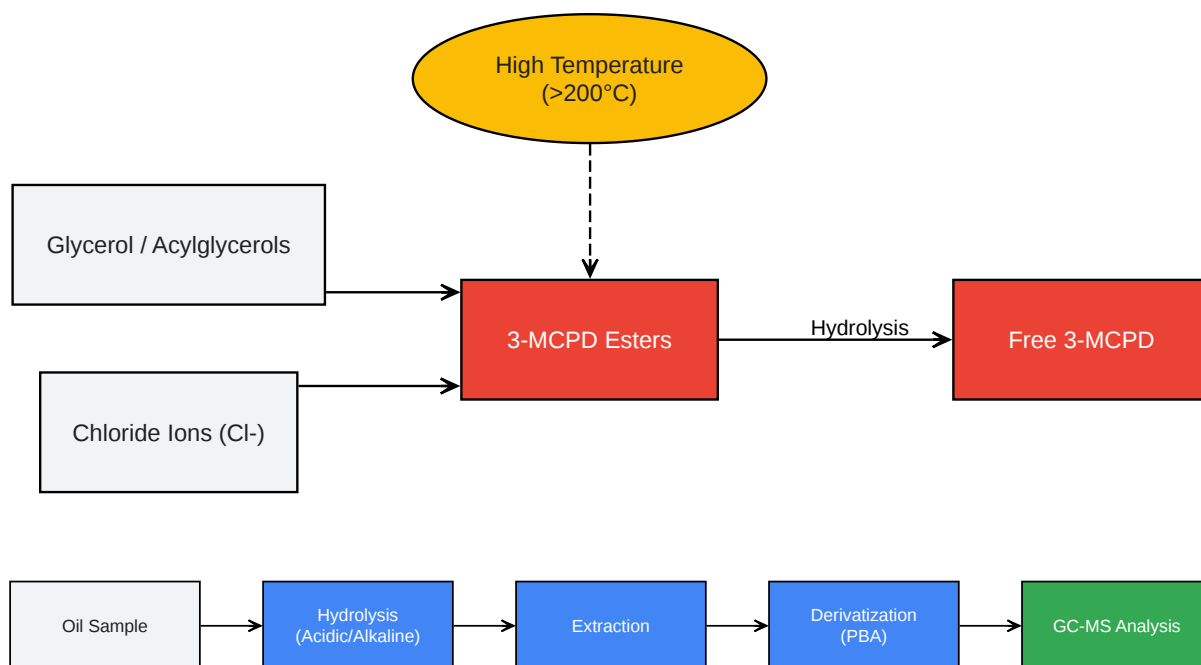 High Temperature
(>200°C)
Glycerol / Acylglycerols
3-MCPD Esters
Hydrolysis
Free 3-MCPD
Chloride Ions (Cl-)
Oil Sample
Hydrolysis
(Acidic/Alkaline)
Extraction
Derivatization
(PBA)
GC-MS Analysis